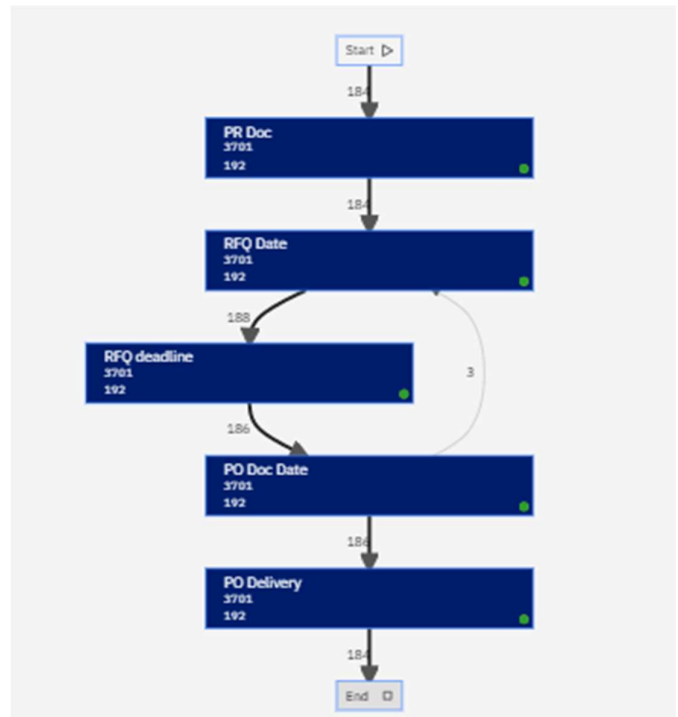 Start
184
PR Doc
3701
192
184
RFQ Date
3701
192
188
RFQ deadline
3701
192
3
186
PO Doc Date
3701
192
186
PO Delivery
3701
192
184
End